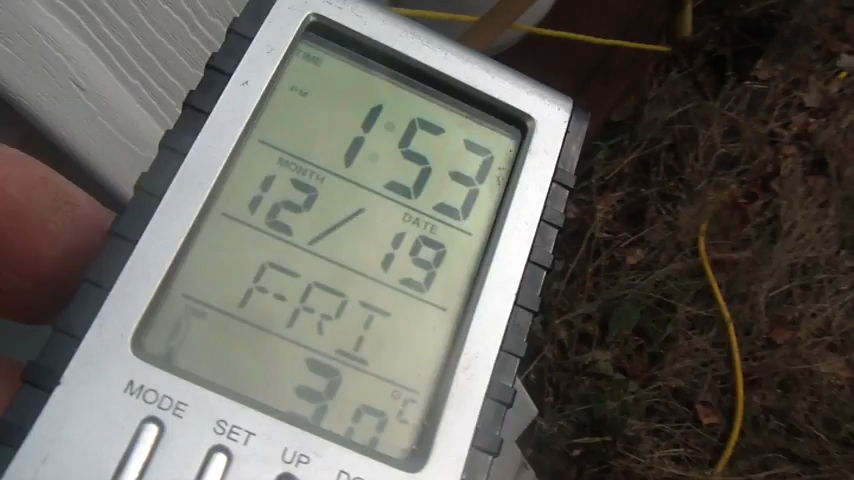 TIME
PM
1:53
MONTH
12/19
DATE
FRI
°C
MODE
SET
UP